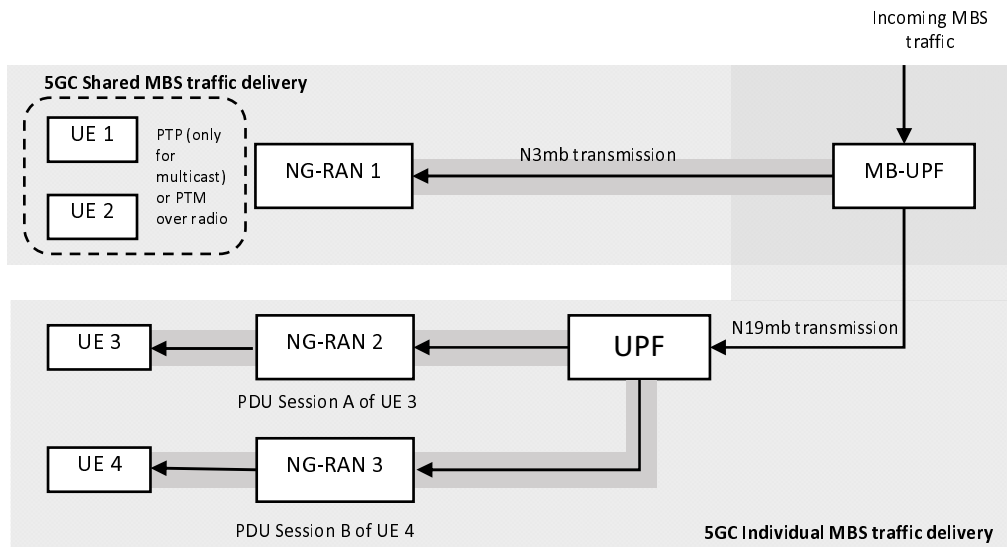 Incoming MBS
traffic
5GC Shared MBS traffic delivery
UE 1
UE 2
PTP (only
for
multicast)
or PTM
over radio
NG-RAN 1
N3mb transmission
MB-UPF
N19mb transmission
UE 3
NG-RAN 2
UPF
PDU Session A of UE 3
UE 4
NG-RAN 3
PDU Session B of UE 4
5GC Individual MBS traffic delivery